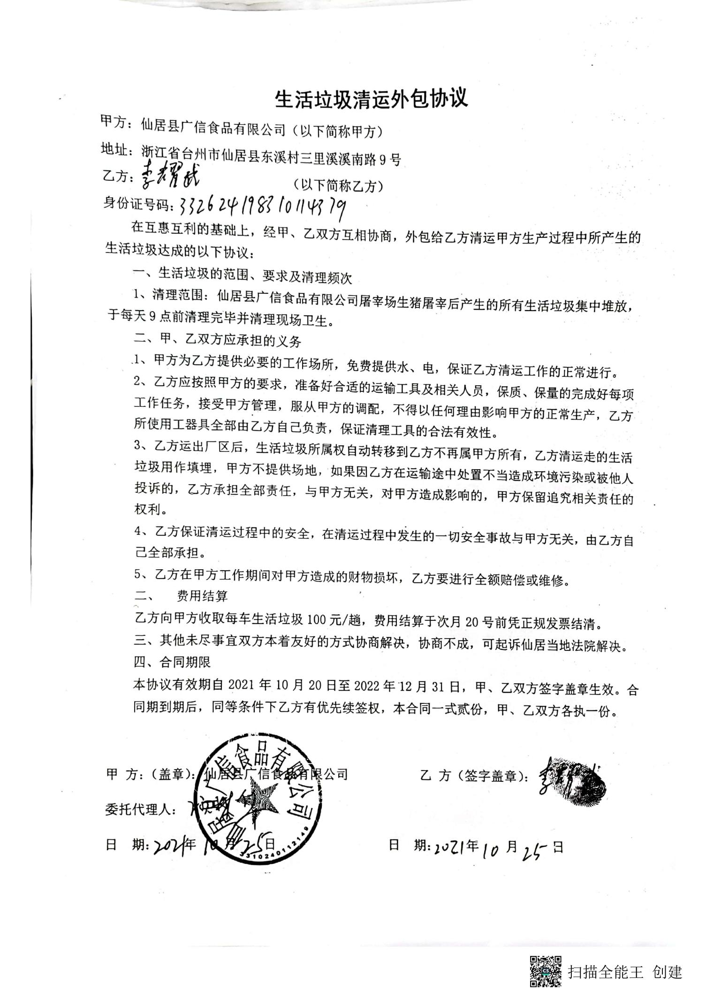 生活垃圾清运外包协议
甲方：仙居县广信食品有限公司（以下简称甲方）
地址：浙江省台州市仙居县东溪村三里溪溪南路9号
乙方：李耀武 （以下简称乙方）
身份证号码：332624198310114379
在互惠互利的基础上，经甲、乙双方互相协商，外包给乙方清运甲方生产过程中所产生的
生活垃圾达成的以下协议：
一、生活垃圾的范围、要求及清理频次
1、清理范围：仙居县广信食品有限公司屠宰场生猪屠宰后产生的所有生活垃圾集中堆放，
于每天9点前清理完毕并清理现场卫生。
二、甲、乙双方应承担的义务
1、甲方为乙方提供必要的工作场所，免费提供水、电，保证乙方清运工作的正常进行。
2、乙方应按照甲方的要求，准备好合适的运输工具及相关人员，保质、保量的完成好每项
工作任务，接受甲方管理，服从甲方的调配，不得以任何理由影响甲方的正常生产，乙方
所使用工器具全部由乙方自己负责，保证清理工具的合法有效性。
3、乙方运出厂区后，生活垃圾所属权自动转移到乙方不再属甲方所有，乙方清运走的生活
垃圾用作填埋，甲方不提供场地，如果因乙方在运输途中处置不当造成环境污染或被他人
投诉的，乙方承担全部责任，与甲方无关，对甲方造成影响的，甲方保留追究相关责任的
权利。
4、乙方保证清运过程中的安全，在清运过程中发生的一切安全事故与甲方无关，由乙方自
己全部承担。
5、乙方在甲方工作期间对甲方造成的财物损坏，乙方要进行全额赔偿或维修。
二、 费用结算
乙方向甲方收取每车生活垃圾100元/趟，费用结算于次月20号前凭正规发票结清。
三、其他未尽事宜双方本着友好的方式协商解决，协商不成，可起诉仙居当地法院解决。
四、合同期限
本协议有效期自2021年10月20日至2022年12月31日，甲、乙双方签字盖章生效。合
同期到期后，同等条件下乙方有优先续签权，本合同一式贰份，甲、乙双方各执一份。
甲 方：（盖章）：仙居县广信食品有限公司 乙 方（签字盖章）：李耀武
仙居县广信食品有限公司
3310240112149
委托代理人：
日 期：2021年10月25日 日 期：2021年10月25日
扫描全能王 创建